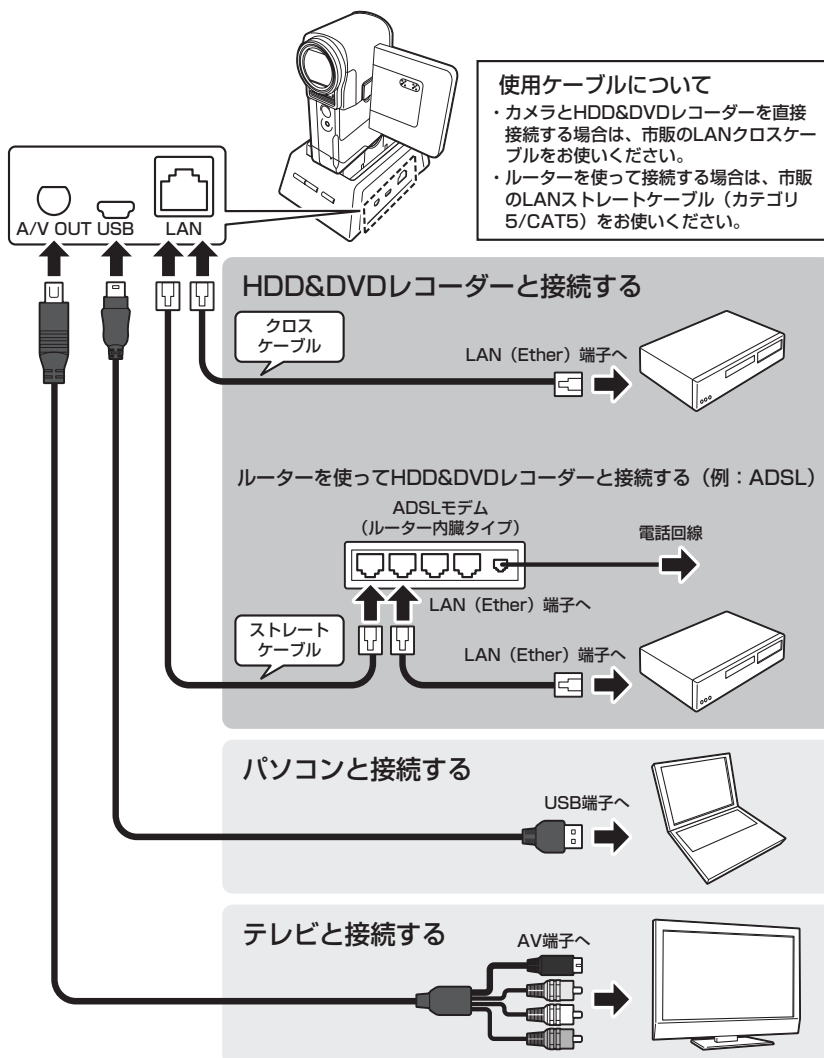 使用ケーブルについて
・カメラとHDD&DVDレコーダーを直接
接続する場合は、市販のLANクロスケー
ブルをお使いください。
・ルーターを使って接続する場合は、市販
のLANストレートケーブル（カテゴリ
5/CAT5）をお使いください。
A/V OUT USB LAN
HDD&DVDレコーダーと接続する
クロス
ケーブル
LAN（Ether）端子へ
ルーターを使ってHDD&DVDレコーダーと接続する（例：ADSL）
ADSLモデム
（ルーター内臓タイプ）
電話回線
LAN（Ether）端子へ
ストレート
ケーブル
LAN（Ether）端子へ
パソコンと接続する
USB端子へ
テレビと接続する
AV端子へ